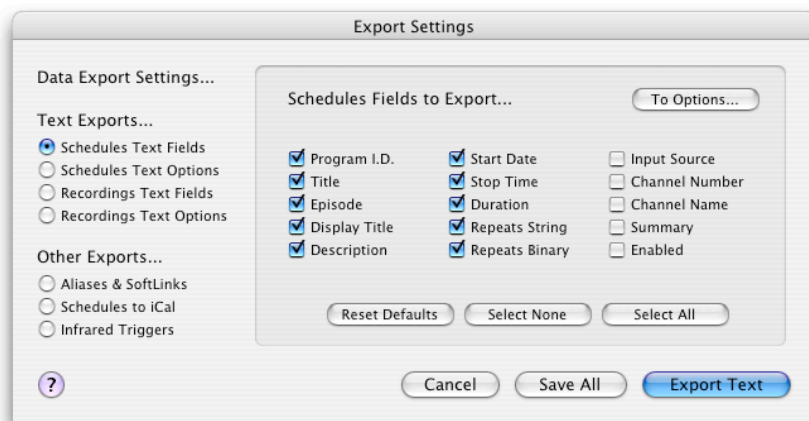 Export Settings
Data Export Settings...
Text Exports...
Schedules Text Fields
Schedules Text Options
Recordings Text Fields
Recordings Text Options
Other Exports...
Aliases & SoftLinks
Schedules to iCal
Infrared Triggers
Schedules Fields to Export...
To Options...
Program I.D.
Title
Episode
Display Title
Description
Start Date
Stop Time
Duration
Repeats String
Repeats Binary
Input Source
Channel Number
Channel Name
Summary
Enabled
Reset Defaults
Select None
Select All
?
Cancel
Save All
Export Text